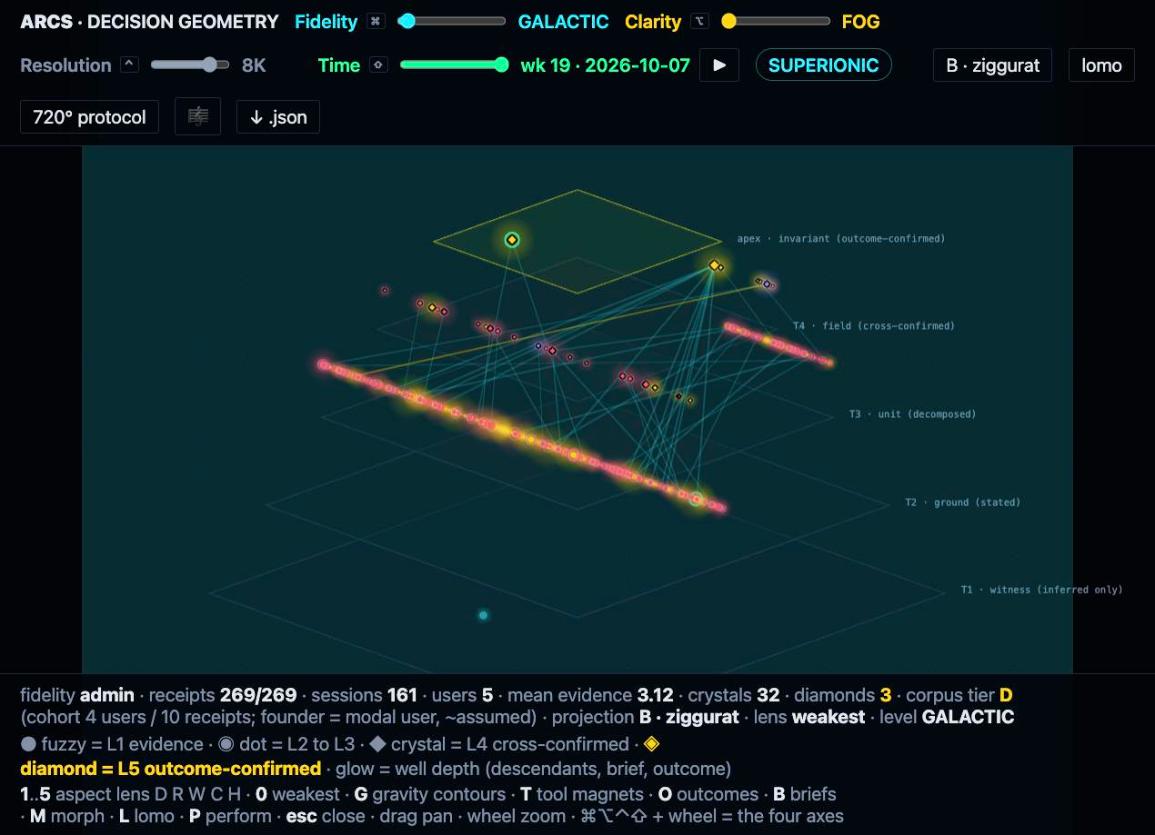 ARCS · DECISION GEOMETRY Fidelity ⌘ GALACTIC Clarity ⌥ FOG
Resolution ^ 8K Time ⇧ wk 19 · 2026-10-07 ▶ SUPERIONIC B · ziggurat lomo
720° protocol 🎼 ↓ .json
apex · invariant (outcome-confirmed)
T4 · field (cross-confirmed)
T3 · unit (decomposed)
T2 · ground (stated)
T1 · witness (inferred only)
fidelity admin · receipts 269/269 · sessions 161 · users 5 · mean evidence 3.12 · crystals 32 · diamonds 3 · corpus tier D
(cohort 4 users / 10 receipts; founder = modal user, ~assumed) · projection B · ziggurat · lens weakest · level GALACTIC
● fuzzy = L1 evidence · ◉ dot = L2 to L3 · ◆ crystal = L4 cross-confirmed · ◈
diamond = L5 outcome-confirmed · glow = well depth (descendants, brief, outcome)
1..5 aspect lens D R W C H · 0 weakest · G gravity contours · T tool magnets · O outcomes · B briefs
· M morph · L lomo · P perform · esc close · drag pan · wheel zoom · ⌘⌥^⇧ + wheel = the four axes